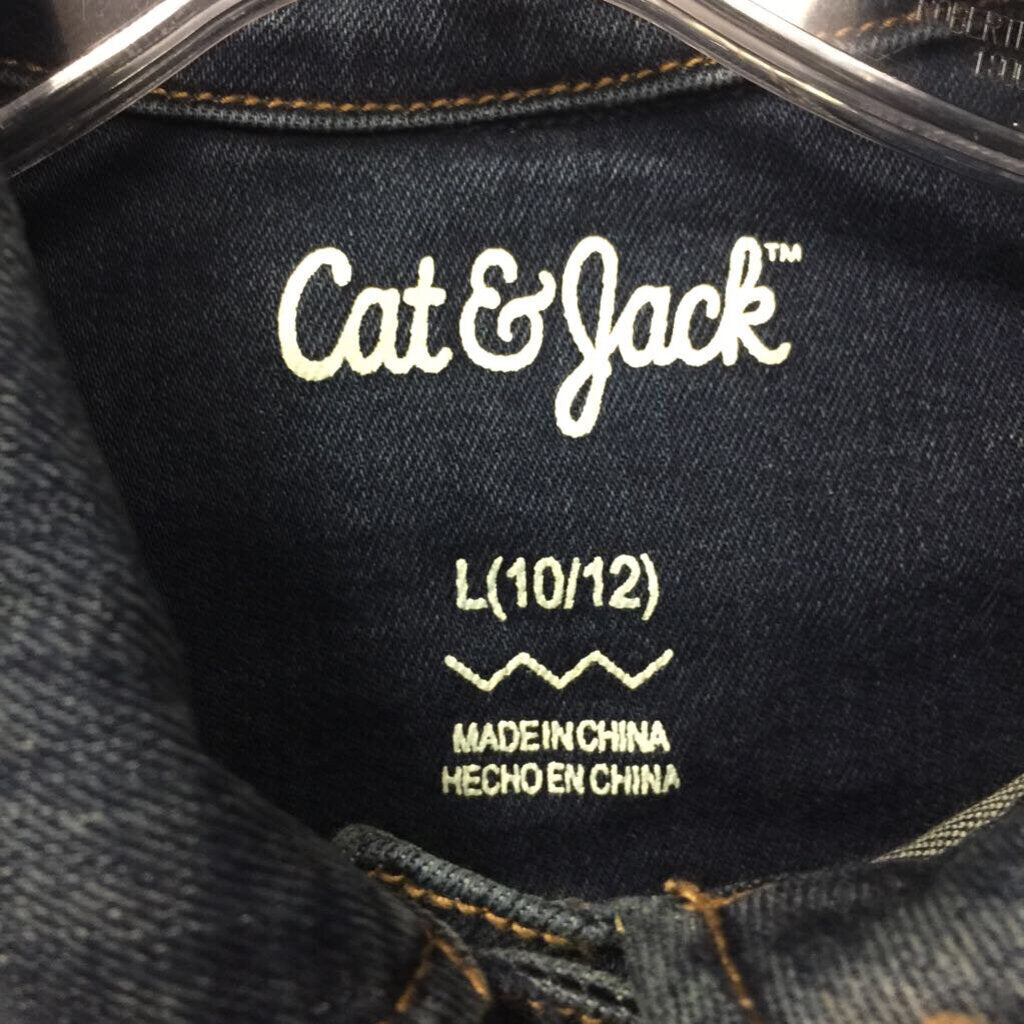 Cat & Jack™
L(10/12)
MADE IN CHINA
HECHO EN CHINA